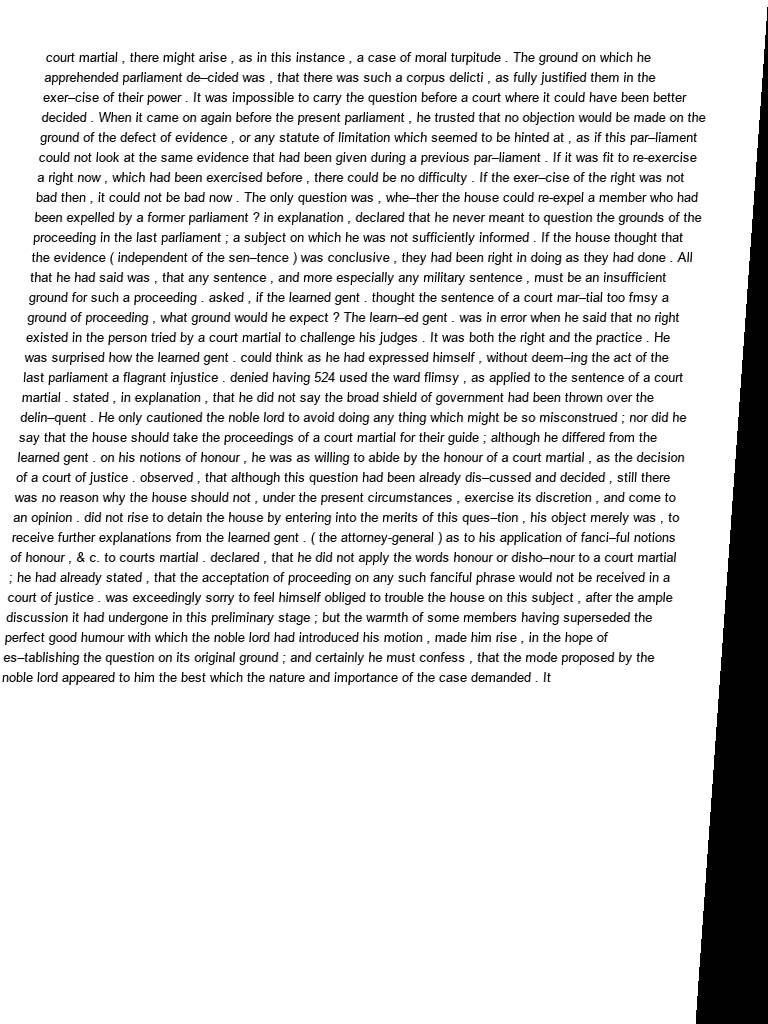 court martial , there might arise , as in this instance , a case of moral turpitude . The ground on which he
apprehended parliament de–cided was , that there was such a corpus delicti , as fully justified them in the
exer–cise of their power . It was impossible to carry the question before a court where it could have been better
decided . When it came on again before the present parliament , he trusted that no objection would be made on the
ground of the defect of evidence , or any statute of limitation which seemed to be hinted at , as if this par–liament
could not look at the same evidence that had been given during a previous par–liament . If it was fit to re-exercise
a right now , which had been exercised before , there could be no difficulty . If the exer–cise of the right was not
bad then , it could not be bad now . The only question was , whe–ther the house could re-expel a member who had
been expelled by a former parliament ? in explanation , declared that he never meant to question the grounds of the
proceeding in the last parliament ; a subject on which he was not sufficiently informed . If the house thought that
the evidence ( independent of the sen–tence ) was conclusive , they had been right in doing as they had done . All
that he had said was , that any sentence , and more especially any military sentence , must be an insufficient
ground for such a proceeding . asked , if the learned gent . thought the sentence of a court mar–tial too fmsy a
ground of proceeding , what ground would he expect ? The learn–ed gent . was in error when he said that no right
existed in the person tried by a court martial to challenge his judges . It was both the right and the practice . He
was surprised how the learned gent . could think as he had expressed himself , without deem–ing the act of the
last parliament a flagrant injustice . denied having 524 used the ward flimsy , as applied to the sentence of a court
martial . stated , in explanation , that he did not say the broad shield of government had been thrown over the
delin–quent . He only cautioned the noble lord to avoid doing any thing which might be so misconstrued ; nor did he
say that the house should take the proceedings of a court martial for their guide ; although he differed from the
learned gent . on his notions of honour , he was as willing to abide by the honour of a court martial , as the decision
of a court of justice . observed , that although this question had been already dis–cussed and decided , still there
was no reason why the house should not , under the present circumstances , exercise its discretion , and come to
an opinion . did not rise to detain the house by entering into the merits of this ques–tion , his object merely was , to
receive further explanations from the learned gent . ( the attorney-general ) as to his application of fanci–ful notions
of honour , & c. to courts martial . declared , that he did not apply the words honour or disho–nour to a court martial
; he had already stated , that the acceptation of proceeding on any such fanciful phrase would not be received in a
court of justice . was exceedingly sorry to feel himself obliged to trouble the house on this subject , after the ample
discussion it had undergone in this preliminary stage ; but the warmth of some members having superseded the
perfect good humour with which the noble lord had introduced his motion , made him rise , in the hope of
es–tablishing the question on its original ground ; and certainly he must confess , that the mode proposed by the
noble lord appeared to him the best which the nature and importance of the case demanded . It